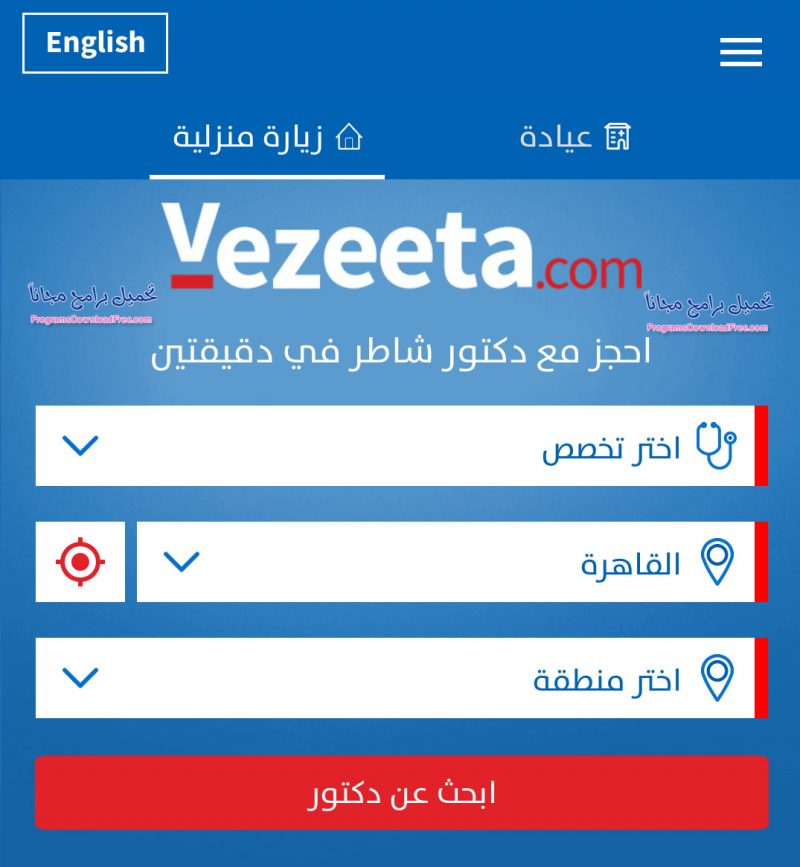 English
عيادة
زيارة منزلية
Vezeeta.com
تحميل برامج مجاناً
ProgramsDownloadFree.com
تحميل برامج مجاناً
ProgramsDownloadFree.com
احجز مع دكتور شاطر في دقيقتين
اختر تخصص
القاهرة
اختر منطقة
ابحث عن دكتور